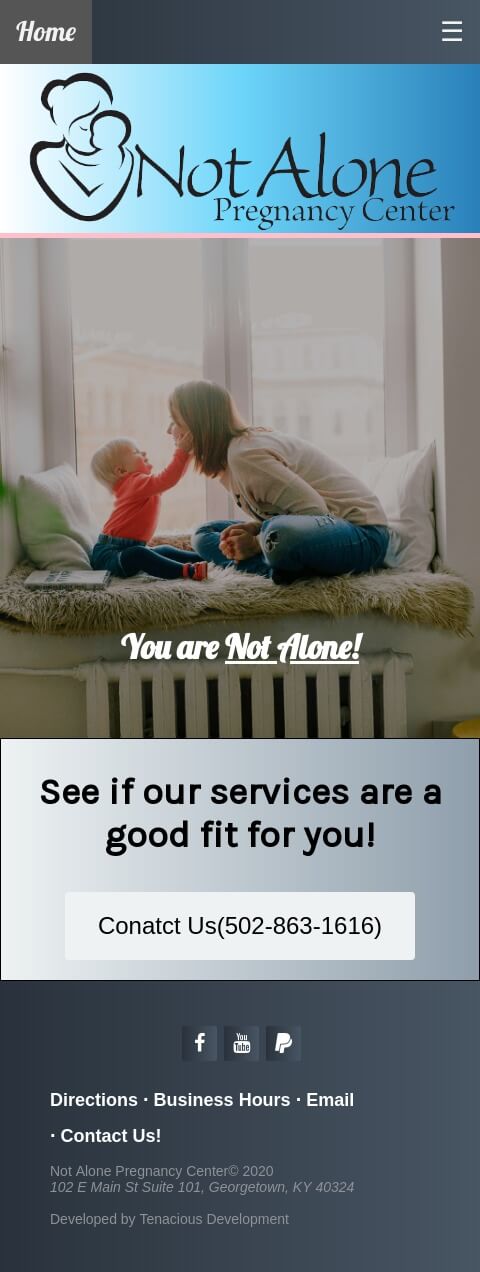 Home
Not Alone
Pregnancy Center
You are Not Alone!
See if our services are a
good fit for you!
Conatct Us(502-863-1616)
You
Tube
Directions · Business Hours · Email
· Contact Us!
Not Alone Pregnancy Center© 2020
102 E Main St Suite 101, Georgetown, KY 40324
Developed by Tenacious Development